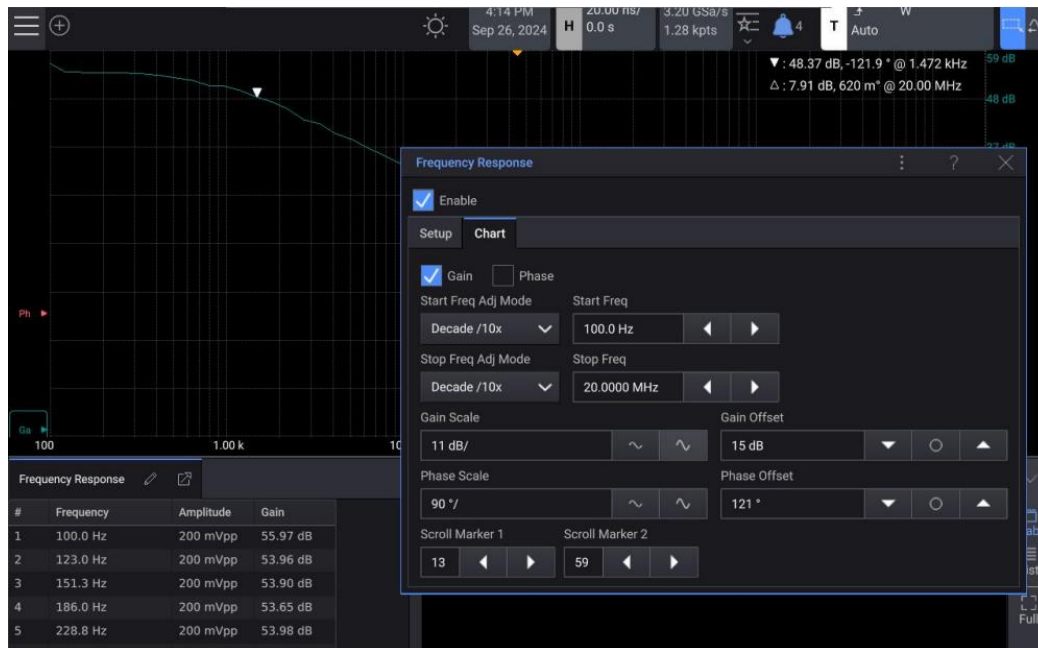 4:14 PM
Sep 26, 2024
H
20.00 ns/
0.0 s
3.20 GSa/s
1.28 kpts
4
T
Auto
▼ : 48.37 dB, -121.9 ° @ 1.472 kHz
△ : 7.91 dB, 620 m° @ 20.00 MHz
59 dB
48 dB
37 dB
Frequency Response
?
Enable
Setup
Chart
Gain
Phase
Start Freq Adj Mode
Start Freq
Decade /10x
100.0 Hz
Stop Freq Adj Mode
Stop Freq
Decade /10x
20.0000 MHz
Gain Scale
Gain Offset
11 dB/
15 dB
Phase Scale
Phase Offset
90 °/
121 °
Scroll Marker 1
Scroll Marker 2
13
59
Ph
Ga
100
1.00 k
10
Frequency Response
# Frequency Amplitude Gain
1 100.0 Hz 200 mVpp 55.97 dB
2 123.0 Hz 200 mVpp 53.96 dB
3 151.3 Hz 200 mVpp 53.90 dB
4 186.0 Hz 200 mVpp 53.65 dB
5 228.8 Hz 200 mVpp 53.98 dB
Full